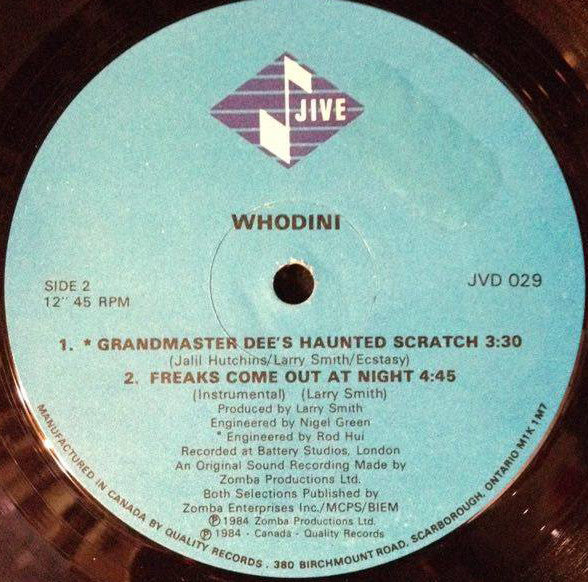 JIVE
WHODINI
SIDE 2
12" 45 RPM
JVD 029
1. * GRANDMASTER DEE'S HAUNTED SCRATCH 3:30
(Jalil Hutchins/Larry Smith/Ecstasy)
2. FREAKS COME OUT AT NIGHT 4:45
(Instrumental) (Larry Smith)
Produced by Larry Smith
Engineered by Nigel Green
* Engineered by Rod Hui
Recorded at Battery Studios, London
An Original Sound Recording Made by
Zomba Productions Ltd.
Both Selections Published by
Zomba Enterprises Inc./MCPS/BIEM
℗1984 Zomba Productions Ltd.
©1984 - Canada - Quality Records
MANUFACTURED IN CANADA BY QUALITY RECORDS . 380 BIRCHMOUNT ROAD, SCARBOROUGH, ONTARIO M1K 1M7